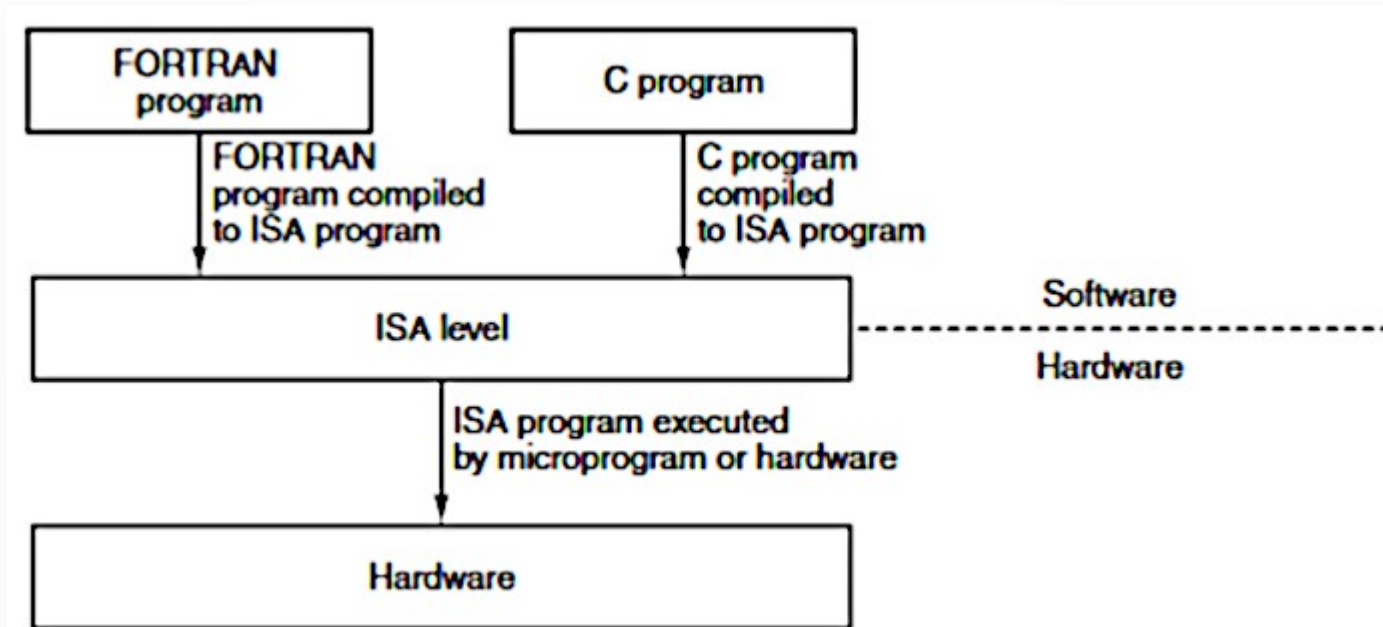 FORTRAN
program
C program
FORTRAN
program compiled
to ISA program
C program
compiled
to ISA program
ISA level
Software
Hardware
ISA program executed
by microprogram or hardware
Hardware